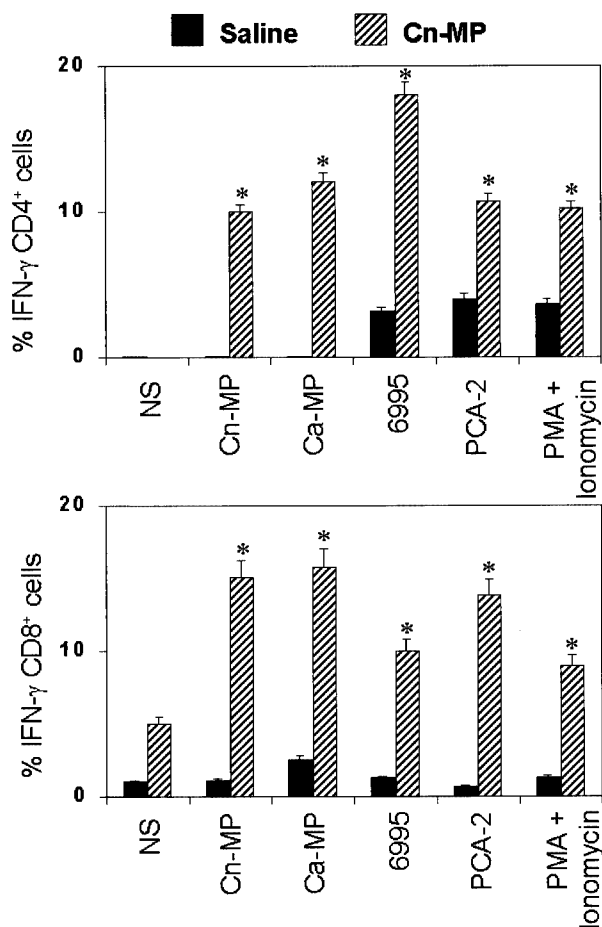 Saline Cn-MP
20
10
0
% IFN-γ CD4⁺ cells
* * * * *
NS
Cn-MP
Ca-MP
6995
PCA-2
PMA +
Ionomycin
20
10
0
% IFN-γ CD8⁺ cells
* * * * *
NS
Cn-MP
Ca-MP
6995
PCA-2
PMA +
Ionomycin